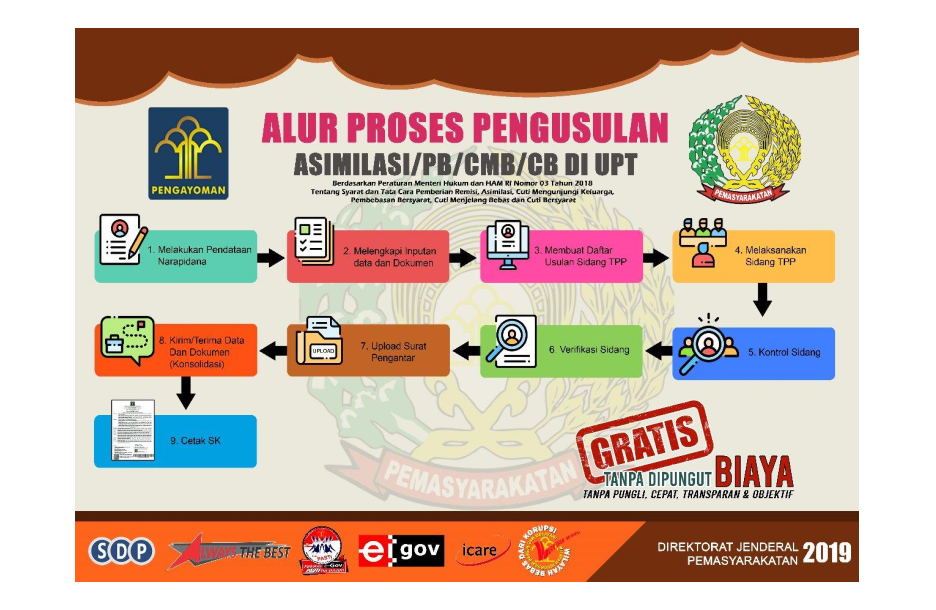 ALUR PROSES PENGUSULAN
ASIMILASI/PB/CMB/CB DI UPT
Berdasarkan Peraturan Menteri Hukum dan HAM RI Nomor 03 Tahun 2018
Tentang Syarat dan Tata Cara Pemberian Remisi, Asimilasi, Cuti Mengunjungi Keluarga,
Pembebasan Bersyarat, Cuti Menjelang Bebas dan Cuti Bersyarat
PENGAYOMAN
PEMASYARAKATAN
1. Melakukan Pendataan
Narapidana
2. Melengkapi Inputan
data dan Dokumen
3. Membuat Daftar
Usulan Sidang TPP
4. Melaksanakan
Sidang TPP
5. Kontrol Sidang
6. Verifikasi Sidang
7. Upload Surat
Pengantar
UPLOAD
8. Kirim/Terima Data
Dan Dokumen
(Konsolidasi)
9. Cetak SK
PEMASYARAKATAN
GRATIS
TANPA DIPUNGUT BIAYA
TANPA PUNGLI, CEPAT, TRANSPARAN & OBJEKTIF
SDP
ALWAYS THE BEST
PASTI
e-gov
icare
WILAYAH BEBAS DARI KORUPSI
DIREKTORAT JENDERAL
PEMASYARAKATAN
2019